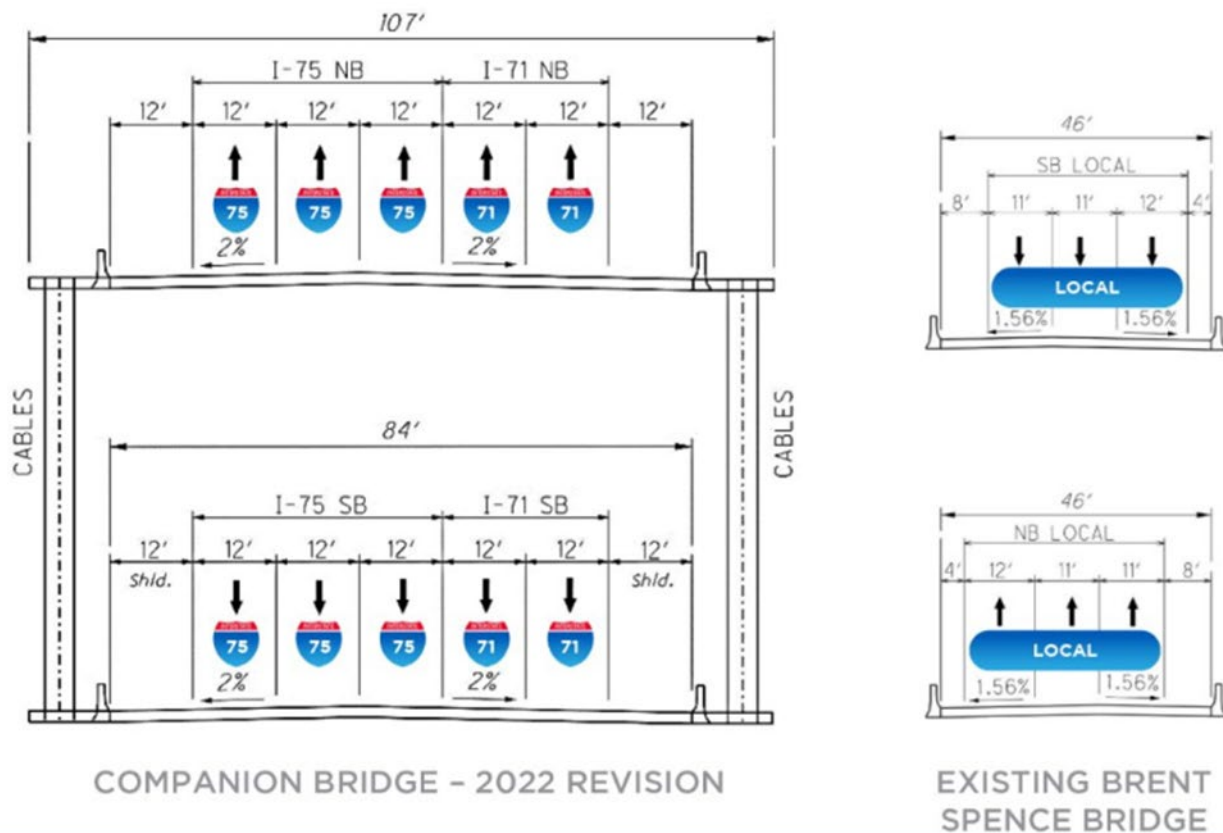 107'
I-75 NB I-71 NB
12' 12' 12' 12' 12' 12' 12'
75 75 75 71 71
2% 2%
CABLES
CABLES
84'
I-75 SB I-71 SB
12' 12' 12' 12' 12' 12' 12'
Shld. Shld.
75 75 75 71 71
2% 2%
COMPANION BRIDGE – 2022 REVISION
46'
SB LOCAL
8' 11' 11' 12' 4'
LOCAL
1.56% 1.56%
46'
NB LOCAL
4' 12' 11' 11' 8'
LOCAL
1.56% 1.56%
EXISTING BRENT
SPENCE BRIDGE